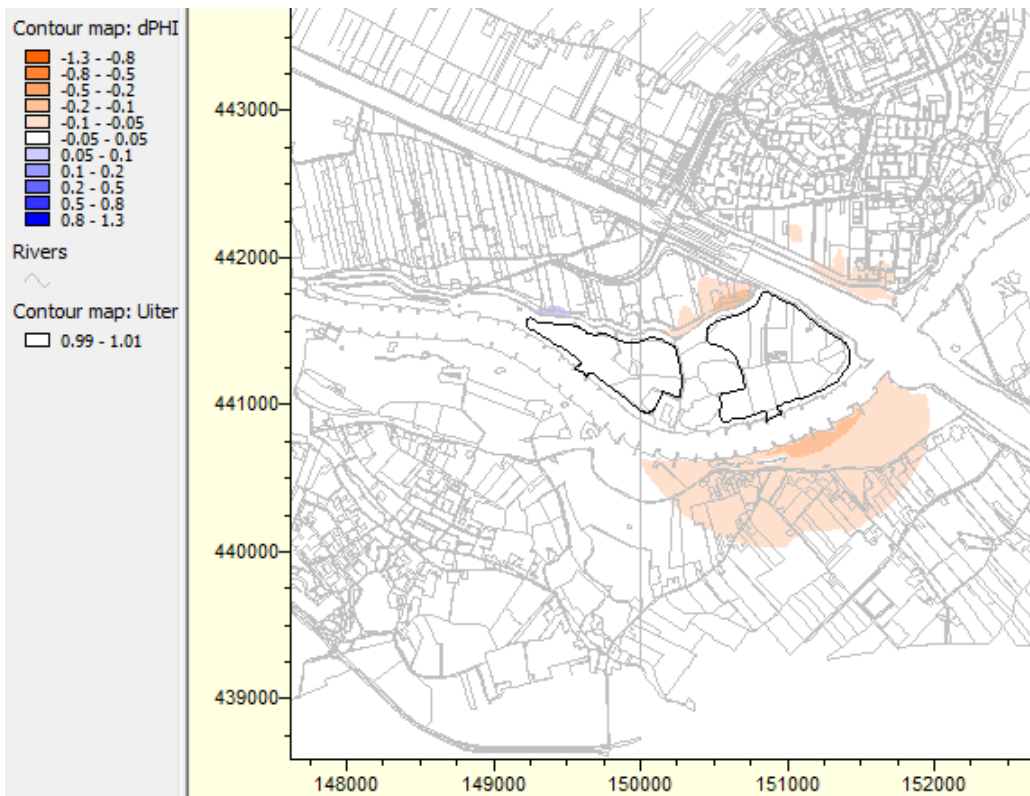 Contour map: dPHI
-1.3 - -0.8
-0.8 - -0.5
-0.5 - -0.2
-0.2 - -0.1
-0.1 - -0.05
-0.05 - 0.05
0.05 - 0.1
0.1 - 0.2
0.2 - 0.5
0.5 - 0.8
0.8 - 1.3
Rivers
Contour map: Uiter
0.99 - 1.01
443000
442000
441000
440000
439000
148000 149000 150000 151000 152000